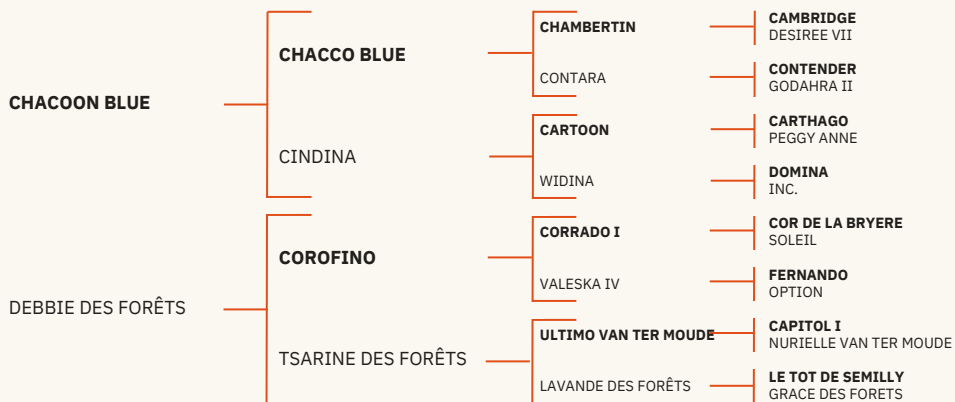 CHACOON BLUE
CHACCO BLUE
CHAMBERTIN
CAMBRIDGE
DESIREE VII
CONTARA
CONTENDER
GODAHRA II
CINDINA
CARTOON
CARTHAGO
PEGGY ANNE
WIDINA
DOMINA
INC.
DEBBIE DES FORÊTS
COROFINO
CORRADO I
COR DE LA BRYERE
SOLEIL
VALESKA IV
FERNANDO
OPTION
TSARINE DES FORÊTS
ULTIMO VAN TER MOUDE
CAPITOL I
NURIELLE VAN TER MOUDE
LAVANDE DES FORÊTS
LE TOT DE SEMILLY
GRACE DES FORETS